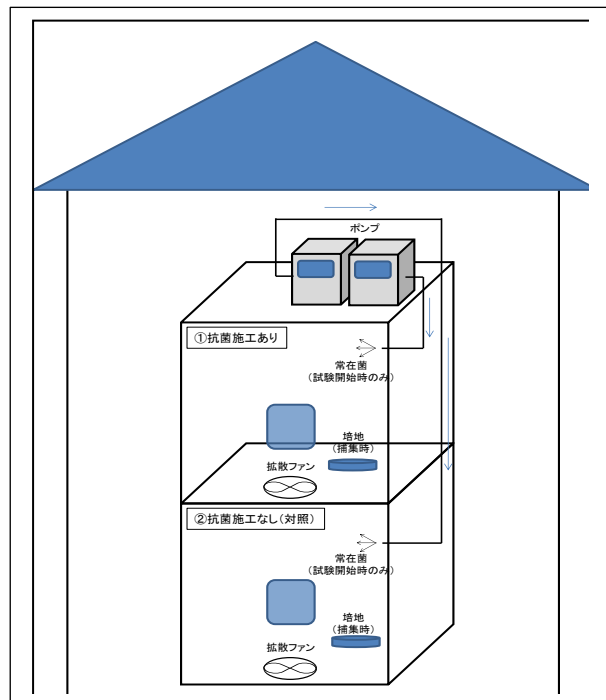 ポンプ
①抗菌施工あり
常在菌
(試験開始時のみ)
培地
(捕集時)
拡散ファン
②抗菌施工なし(対照)
常在菌
(試験開始時のみ)
培地
(捕集時)
拡散ファン